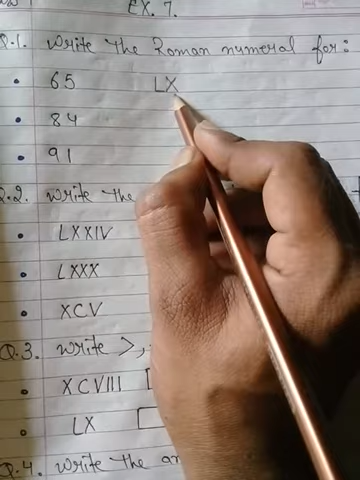 Ex. 7.
Q.1. Write the Roman numeral for:
• 65 LX
• 84
• 91
Q.2. Write the
• LXXIV
• LXXX
• XCV
Q.3. Write >,
• XCVIII
• LX
Q.4. Write the an